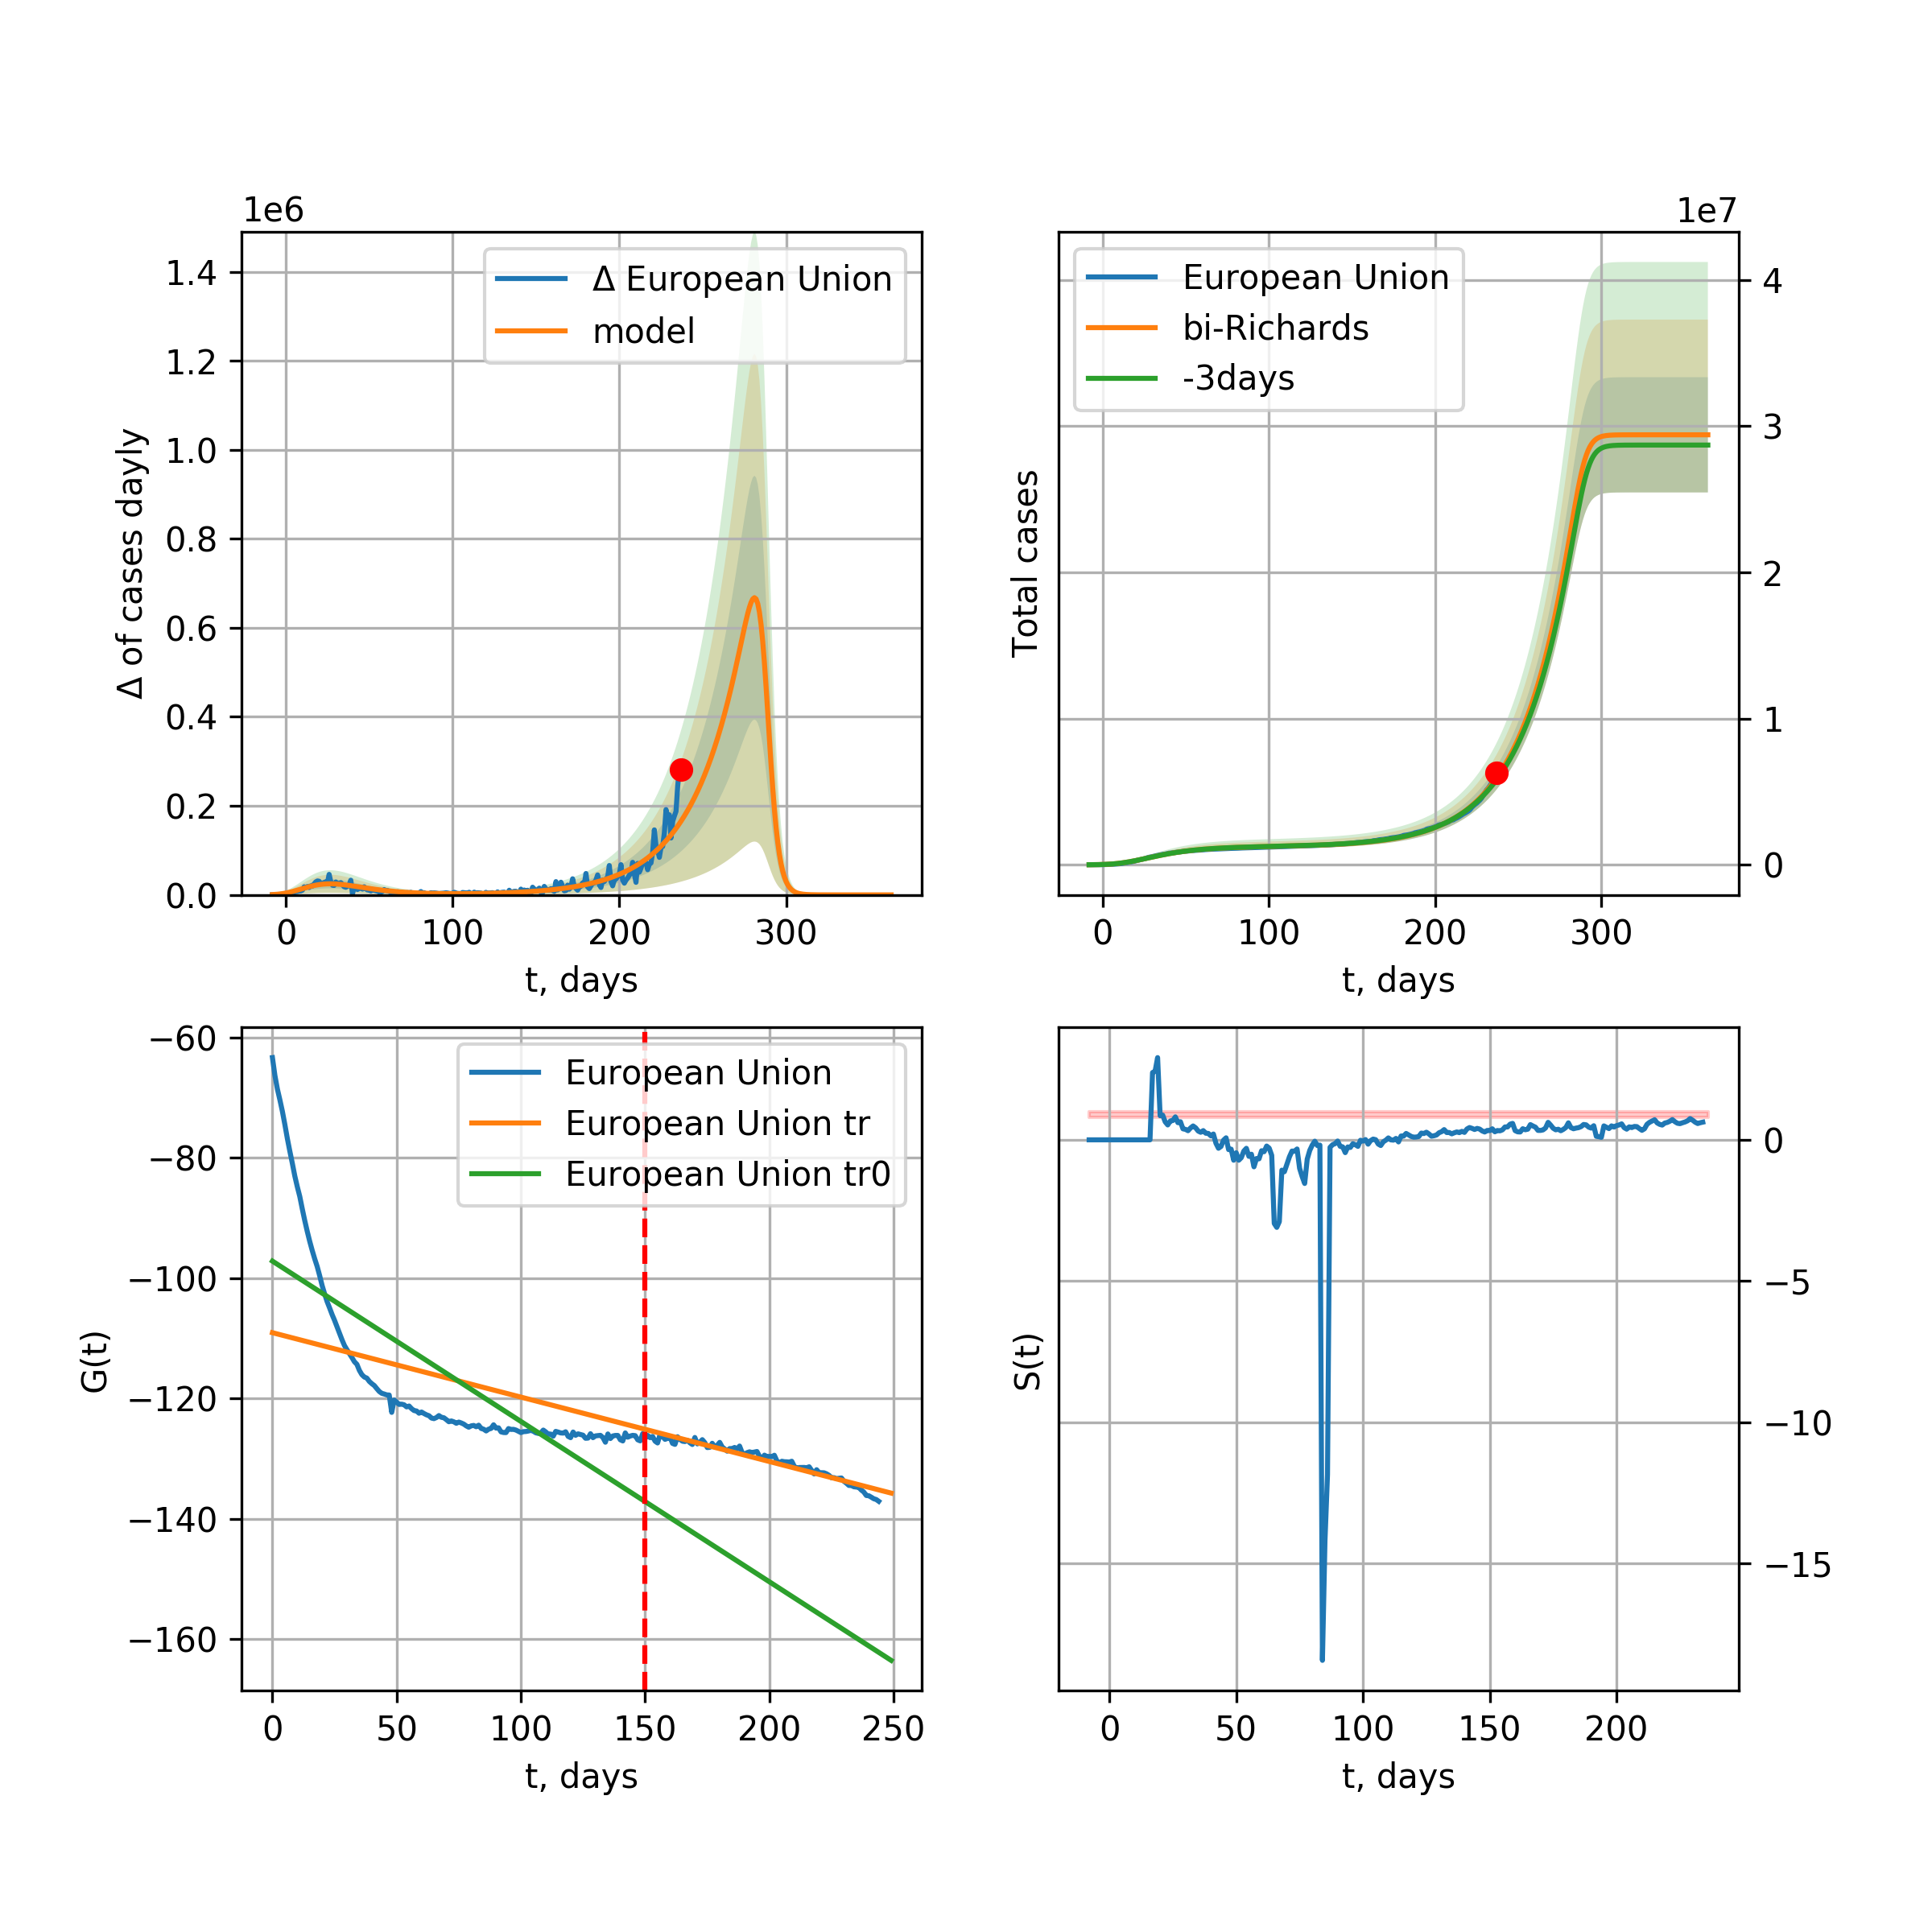 1e6
Δ European Union
model
1.4
1.2
1.0
0.8
0.6
0.4
0.2
0.0
Δ of cases dayly
0 100 200 300
t, days
1e7
European Union
bi-Richards
-3days
4
3
2
1
0
Total cases
0 100 200 300
t, days
European Union
European Union tr
European Union tr0
−60
−80
−100
−120
−140
−160
G(t)
0 50 100 150 200 250
t, days
0
−5
−10
−15
S(t)
0 50 100 150 200
t, days